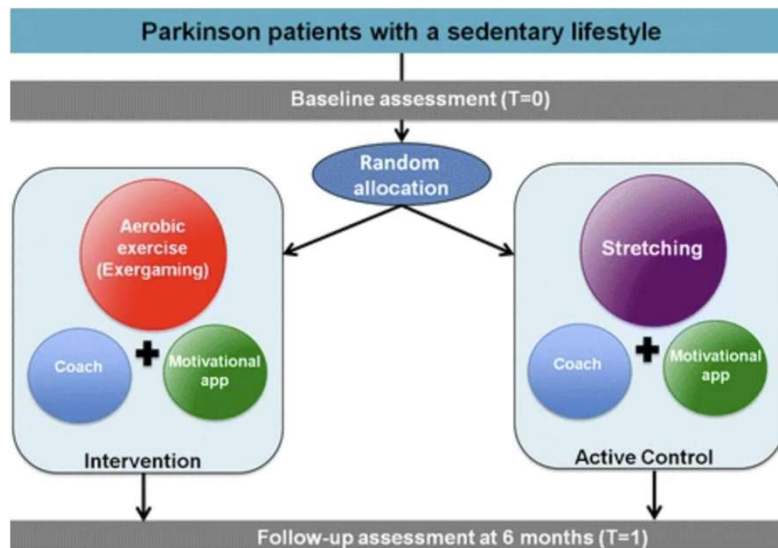 Parkinson patients with a sedentary lifestyle
Baseline assessment (T=0)
Random
allocation
Aerobic
exercise
(Exergaming)
Coach
+
Motivational
app
Intervention
Stretching
Coach
+
Motivational
app
Active Control
Follow-up assessment at 6 months (T=1)